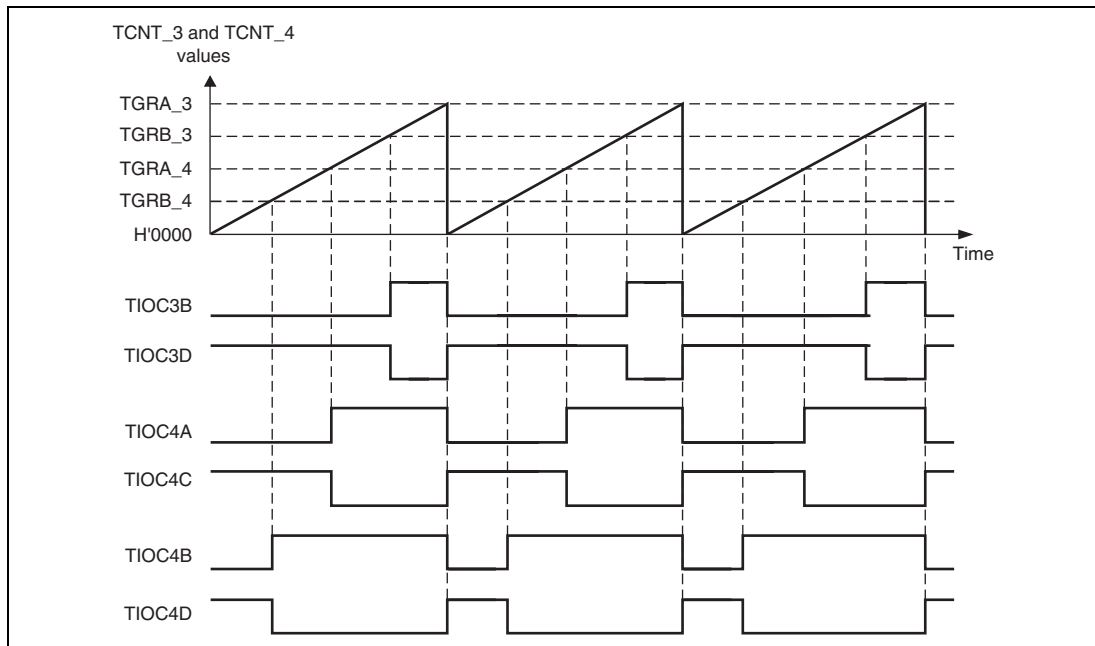 TCNT_3 and TCNT_4
values
TGRA_3
TGRB_3
TGRA_4
TGRB_4
H'0000
Time
TIOC3B
TIOC3D
TIOC4A
TIOC4C
TIOC4B
TIOC4D